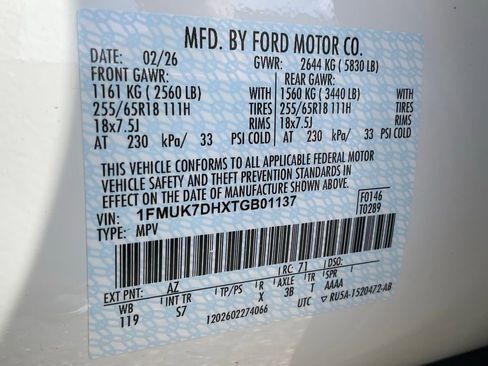 MFD. BY FORD MOTOR CO.
DATE: 02/26 GVWR: 2644 KG ( 5830 LB)
FRONT GAWR: REAR GAWR:
1161 KG ( 2560 LB) WITH 1560 KG ( 3440 LB) WITH
255/65R18 111H TIRES 255/65R18 111H TIRES
18x7.5J RIMS 18x7.5J RIMS
AT 230 kPa/ 33 PSI COLD AT 230 kPa/ 33 PSI COLD
THIS VEHICLE CONFORMS TO ALL APPLICABLE FEDERAL MOTOR
VEHICLE SAFETY AND THEFT PREVENTION STANDARDS IN
EFFECT ON THE DATE OF MANUFACTURE SHOWN ABOVE.
VIN: 1FMUK7DHXTGB01137 F0146
TYPE: MPV T0289
EXT PNT: AZ RC: 71 DSO:
WB INT TR TP/PS R AXLE TR SPR
119 S7 X 3B T AAAA
1202602274066 UTC ▽ RU5A-1520472-AB